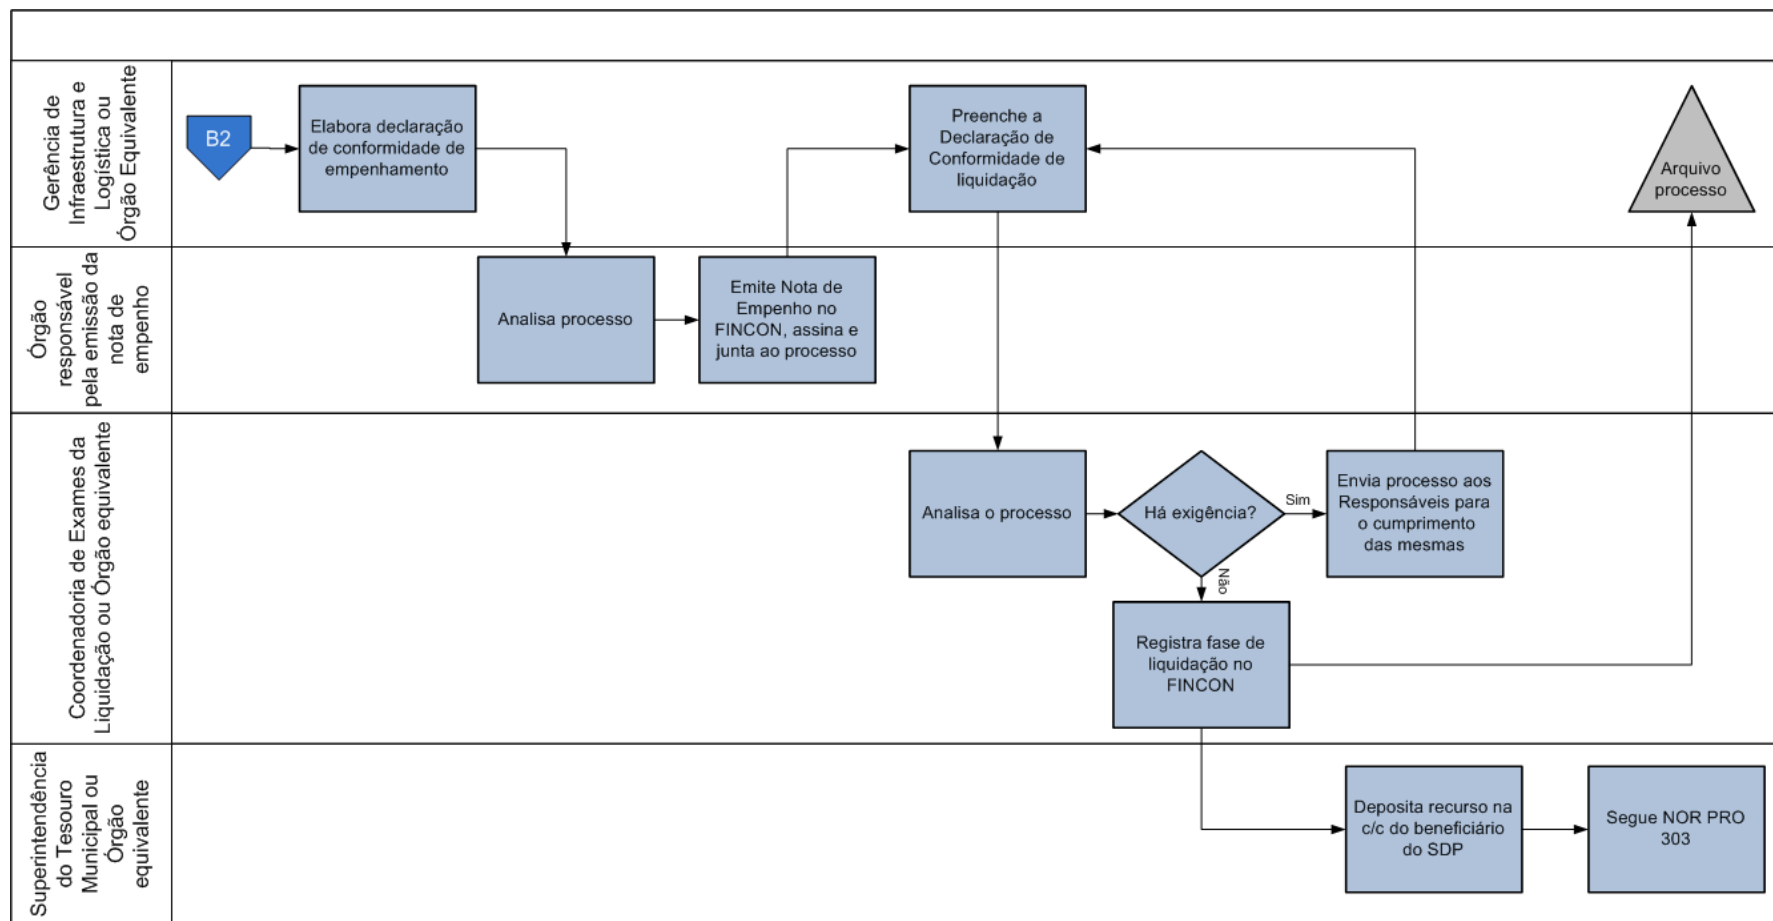 Gerência de
Infraestrutura e
Logística ou
Órgão Equivalente
B2
Elabora declaração
de conformidade de
empenhamento
Preenche a
Declaração de
Conformidade de
liquidação
Arquivo
processo
Órgão
responsável
pela emissão da
nota de
empenho
Analisa processo
Emite Nota de
Empenho no
FINCON, assina e
junta ao processo
Coordenadoria de Exames da
Liquidação ou Órgão equivalente
Analisa o processo
Há exigência?
Sim
Envia processo aos
Responsáveis para
o cumprimento
das mesmas
Não
Registra fase de
liquidação no
FINCON
Superintendência
do Tesouro
Municipal ou
Órgão
equivalente
Deposita recurso na
c/c do beneficiário
do SDP
Segue NOR PRO
303